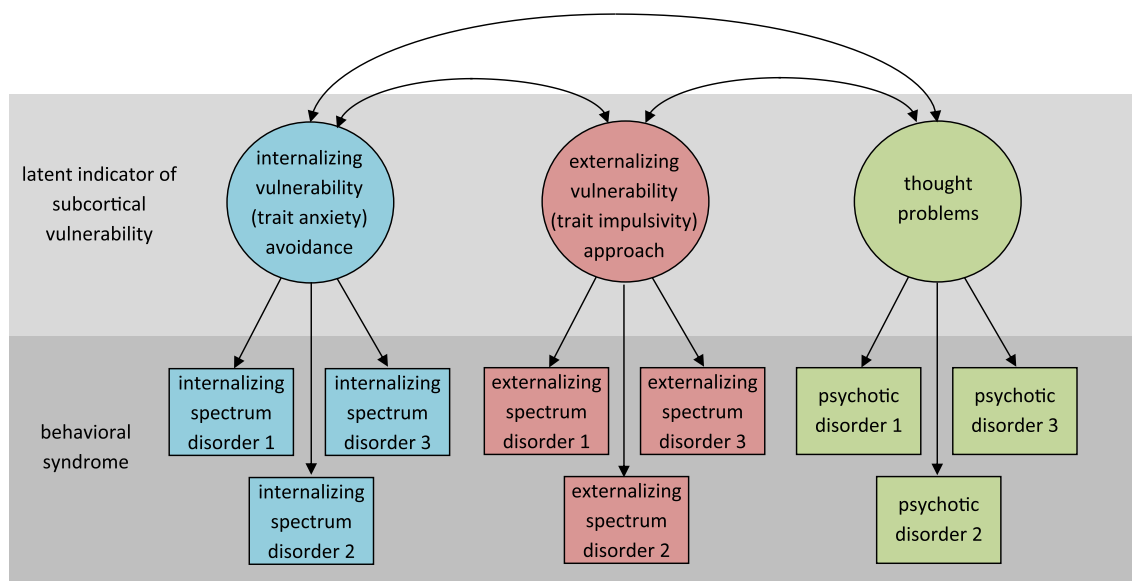 latent indicator of
subcortical
vulnerability
internalizing
vulnerability
(trait anxiety)
avoidance
externalizing
vulnerability
(trait impulsivity)
approach
thought
problems
behavioral
syndrome
internalizing
spectrum
disorder 1
internalizing
spectrum
disorder 3
externalizing
spectrum
disorder 1
externalizing
spectrum
disorder 3
psychotic
disorder 1
psychotic
disorder 3
internalizing
spectrum
disorder 2
externalizing
spectrum
disorder 2
psychotic
disorder 2